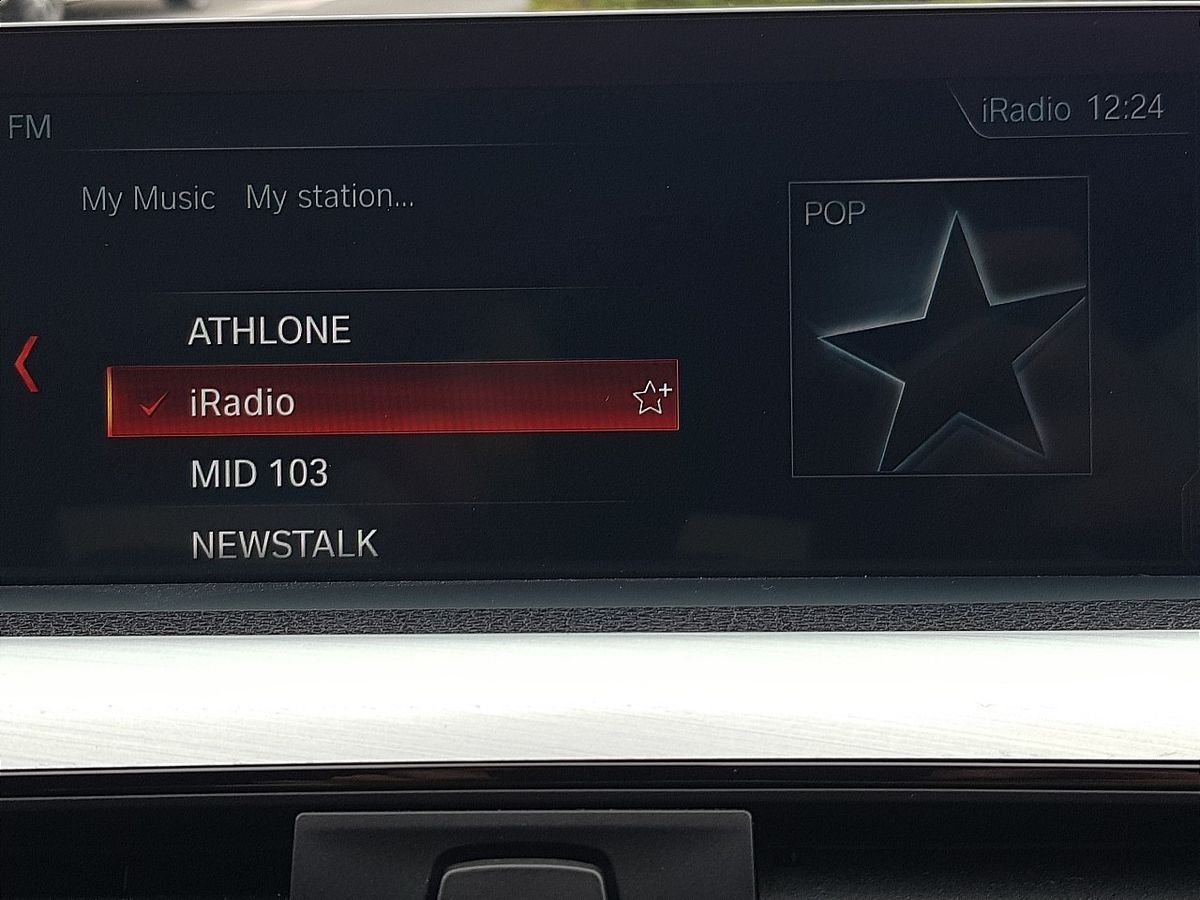 FM
iRadio 12:24
My Music My station...
POP
ATHLONE
iRadio
MID 103
NEWSTALK